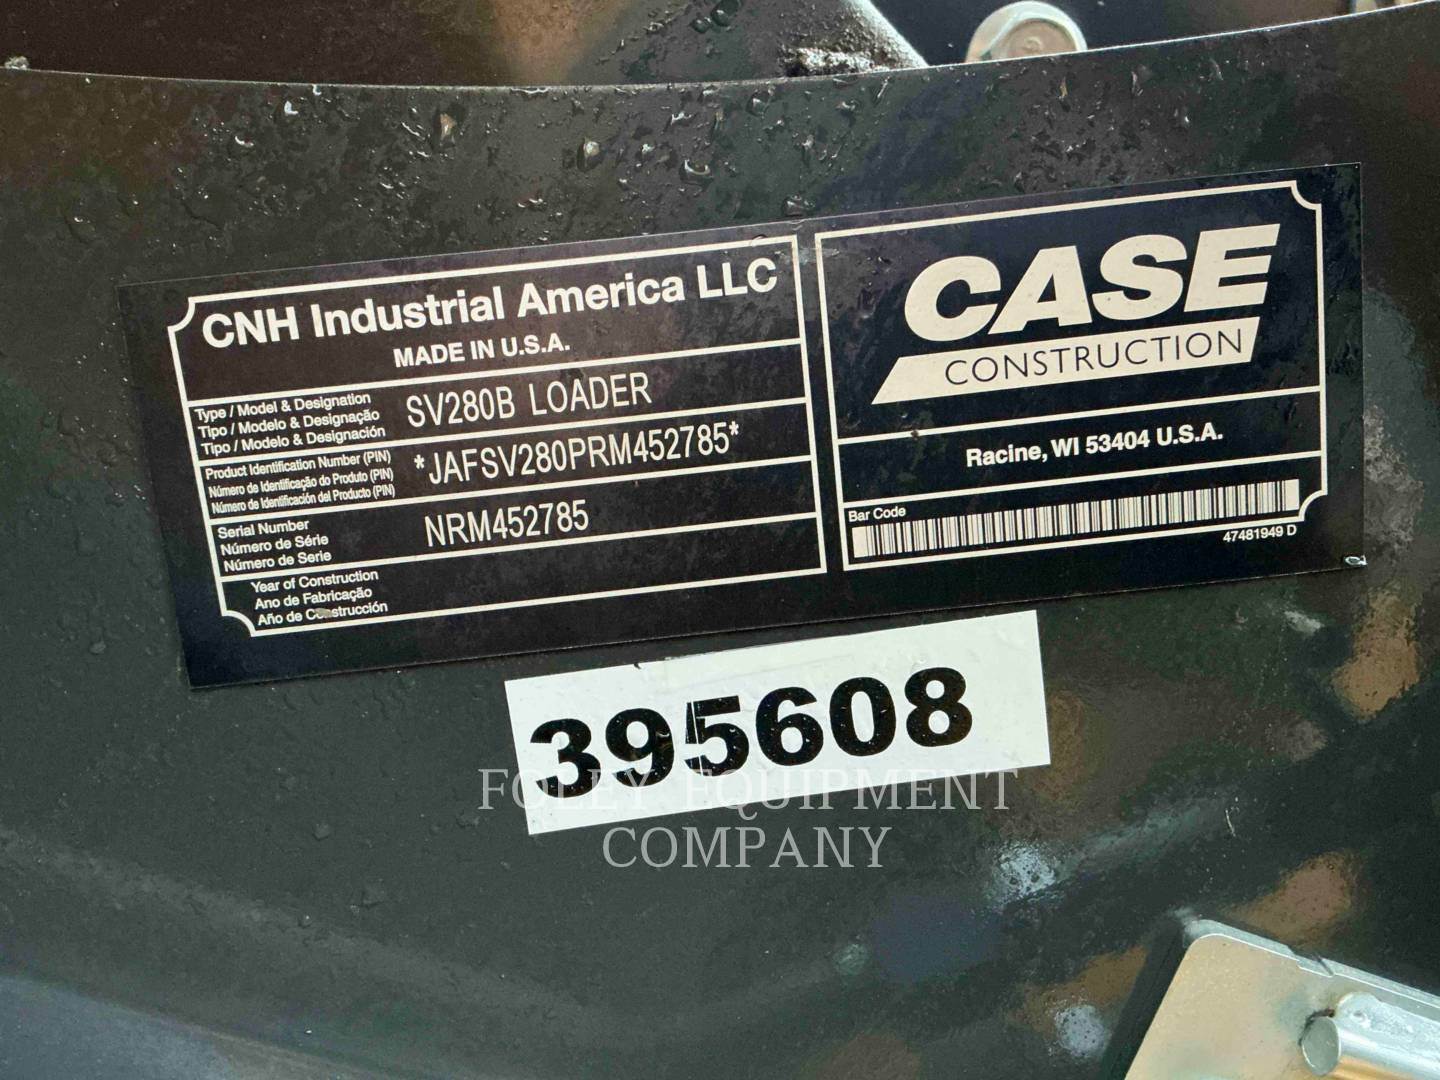 CNH Industrial America LLC
MADE IN U.S.A.
Type / Model & Designation
Tipo / Modelo & Designação
Tipo / Modelo & Designación
SV280B LOADER
Product Identification Number (PIN)
Número de Identificação do Produto (PIN)
Número de Identificación del Producto (PIN)
*JAFSV280PRM452785*
Serial Number
Número de Série
Número de Serie
NRM452785
Year of Construction
Ano de Fabricação
Año de Construcción
CASE
CONSTRUCTION
Racine, WI 53404 U.S.A.
Bar Code
47481949 D
395608
FOLEY EQUIPMENT
COMPANY